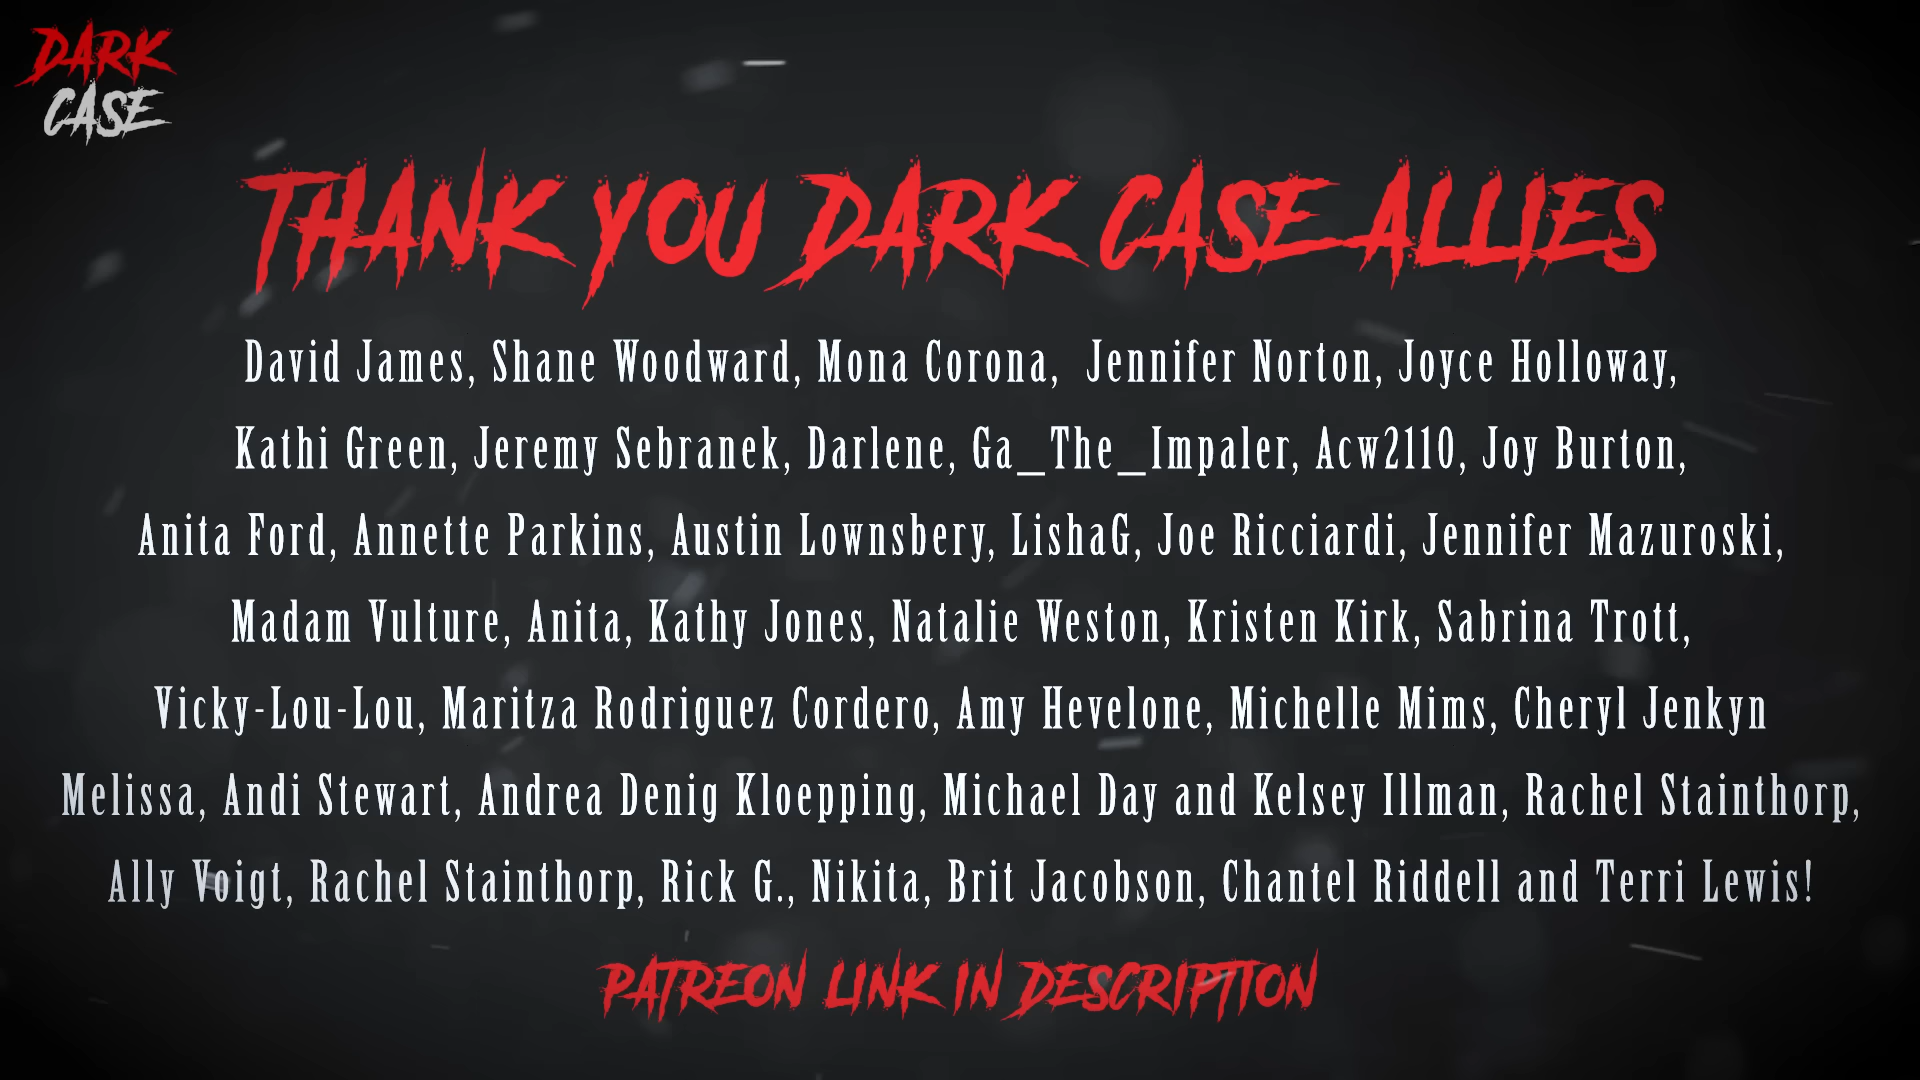 DARK
CASE
THANK YOU DARK CASE ALLIES
David James, Shane Woodward, Mona Corona, Jennifer Norton, Joyce Holloway,
Kathi Green, Jeremy Sebranek, Darlene, Ga_The_Impaler, Acw2110, Joy Burton,
Anita Ford, Annette Parkins, Austin Lownsbery, LishaG, Joe Ricciardi, Jennifer Mazuroski,
Madam Vulture, Anita, Kathy Jones, Natalie Weston, Kristen Kirk, Sabrina Trott,
Vicky-Lou-Lou, Maritza Rodriguez Cordero, Amy Hevelone, Michelle Mims, Cheryl Jenkyn
Melissa, Andi Stewart, Andrea Denig Kloepping, Michael Day and Kelsey Illman, Rachel Stainthorp,
Ally Voigt, Rachel Stainthorp, Rick G., Nikita, Brit Jacobson, Chantel Riddell and Terri Lewis!
PATREON LINK IN DESCRIPTION